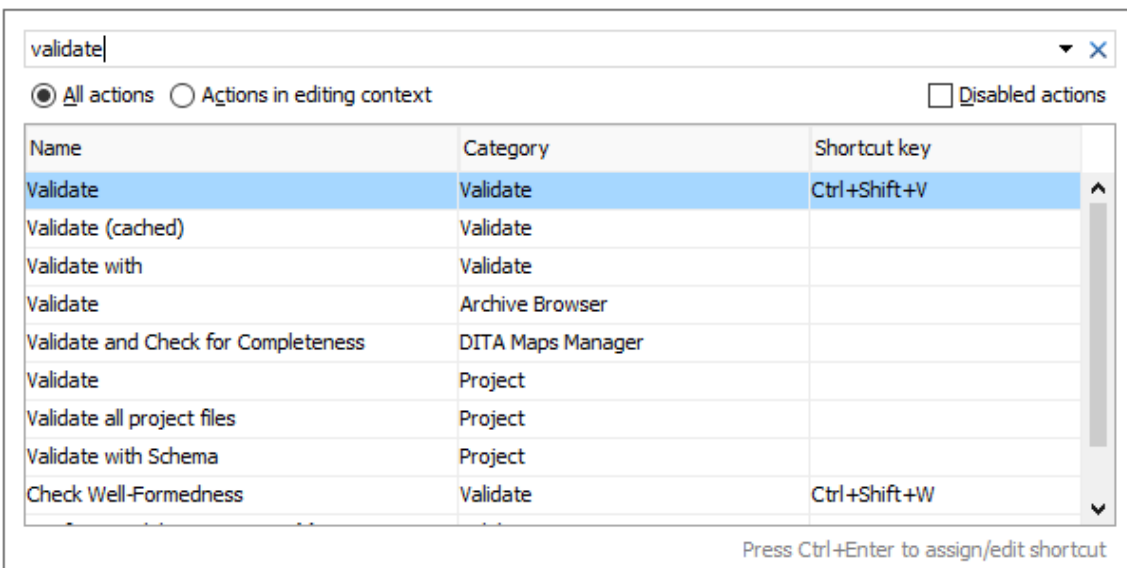 validate
All actions Actions in editing context Disabled actions
Name Category Shortcut key
Validate Validate Ctrl+Shift+V
Validate (cached) Validate
Validate with Validate
Validate Archive Browser
Validate and Check for Completeness DITA Maps Manager
Validate Project
Validate all project files Project
Validate with Schema Project
Check Well-Formedness Validate Ctrl+Shift+W
Press Ctrl+Enter to assign/edit shortcut